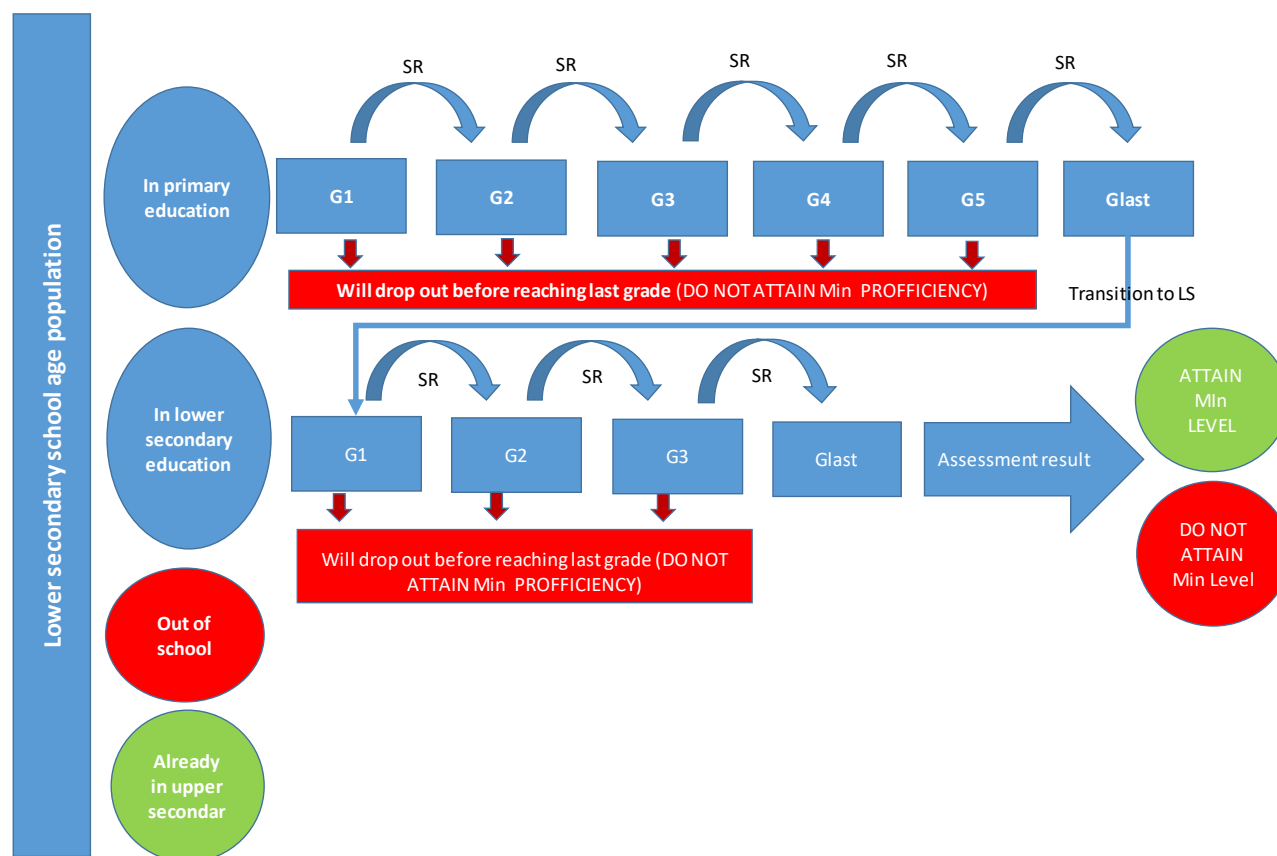 Lower secondary school age population
SR
SR
SR
SR
SR
In primary
education
G1
G2
G3
G4
G5
Glast
Will drop out before reaching last grade (DO NOT ATTAIN Min PROFFICIENCY)
Transition to LS
In lower
secondary
education
SR
SR
SR
G1
G2
G3
Glast
Assessment result
ATTAIN
MIn
LEVEL
Will drop out before reaching last grade (DO NOT
ATTAIN Min PROFFICIENCY)
DO NOT
ATTAIN
Min Level
Out of
school
Already
in upper
secondar